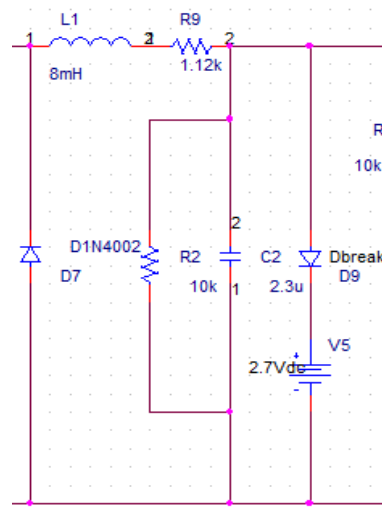 L1
R9
1
2
1
2
8mH
1.12k
R
10k
2
D1N4002
R2
C2
Dbreak
D7
D9
10k
1
2.3u
V5
+
2.7Vdc
-